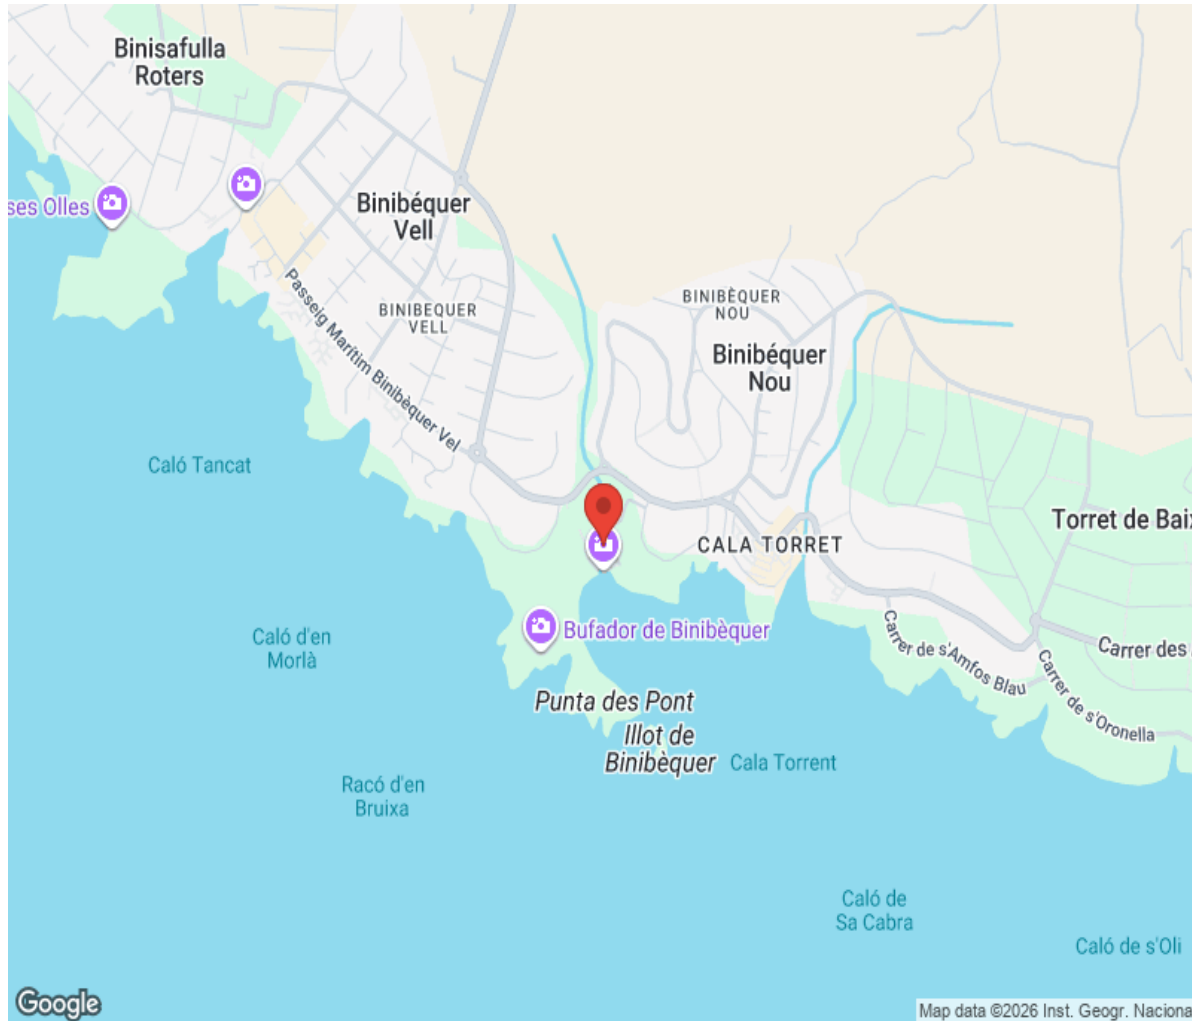 Binisafulla
Roters
ses Olles
Binibéquer
Vell
Passeig Marítim Binibèquer Vel
BINIBEQUER
VELL
BINIBÈQUER
NOU
Binibéquer
Nou
Caló Tancat
CALA TORRET
Torret de Baix
Bufador de Binibèquer
Caló d'en
Morlà
Carrer de s'Amfos Blau
Carrer des
Carrer de s'Oronella
Punta des Pont
Illot de
Binibèquer
Cala Torrent
Racó d'en
Bruixa
Caló de
Sa Cabra
Caló de s'Oli
Google
Map data ©2026 Inst. Geogr. Naciona